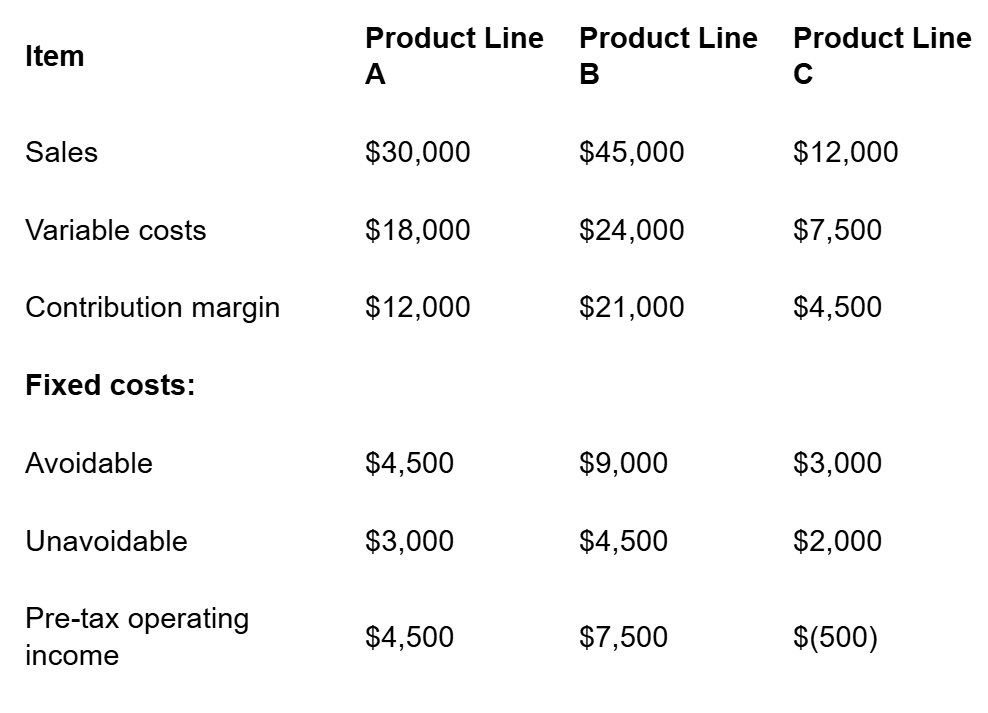 Item Product Line A Product Line B Product Line C
Sales $30,000 $45,000 $12,000
Variable costs $18,000 $24,000 $7,500
Contribution margin $12,000 $21,000 $4,500
Fixed costs:
Avoidable $4,500 $9,000 $3,000
Unavoidable $3,000 $4,500 $2,000
Pre-tax operating income $4,500 $7,500 $(500)